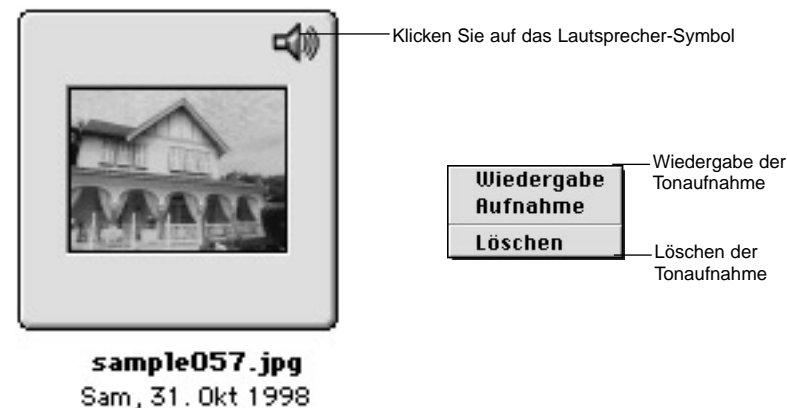 Klicken Sie auf das Lautsprecher-Symbol
Wiedergabe
Aufnahme
Löschen
Wiedergabe der
Tonaufnahme
Löschen der
Tonaufnahme
sample057.jpg
Sam, 31. Okt 1998